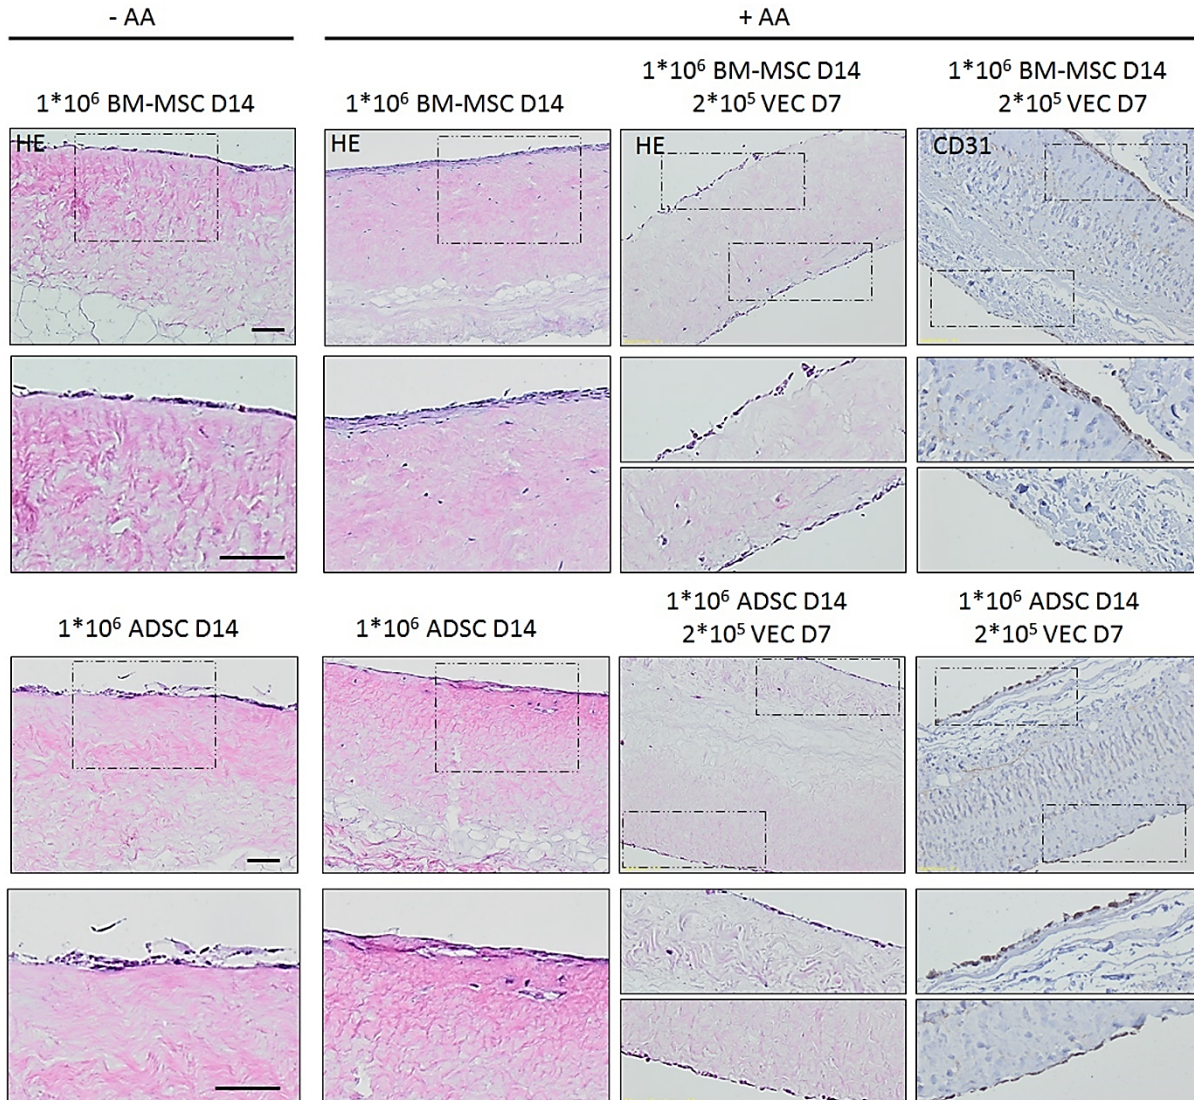 - AA
+ AA
1*10⁶ BM-MSC D14
1*10⁶ BM-MSC D14
1*10⁶ BM-MSC D14
2*10⁵ VEC D7
1*10⁶ BM-MSC D14
2*10⁵ VEC D7
HE
HE
HE
CD31
1*10⁶ ADSC D14
1*10⁶ ADSC D14
1*10⁶ ADSC D14
2*10⁵ VEC D7
1*10⁶ ADSC D14
2*10⁵ VEC D7